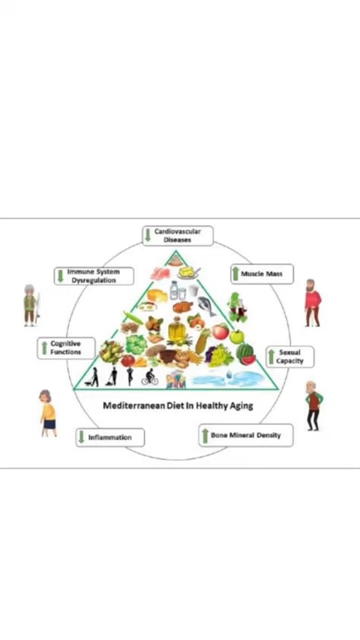 Cardiovascular
Diseases
Immune System
Dysregulation
Muscle Mass
Cognitive
Functions
Sexual
Capacity
Mediterranean Diet In Healthy Aging
Inflammation
Bone Mineral Density